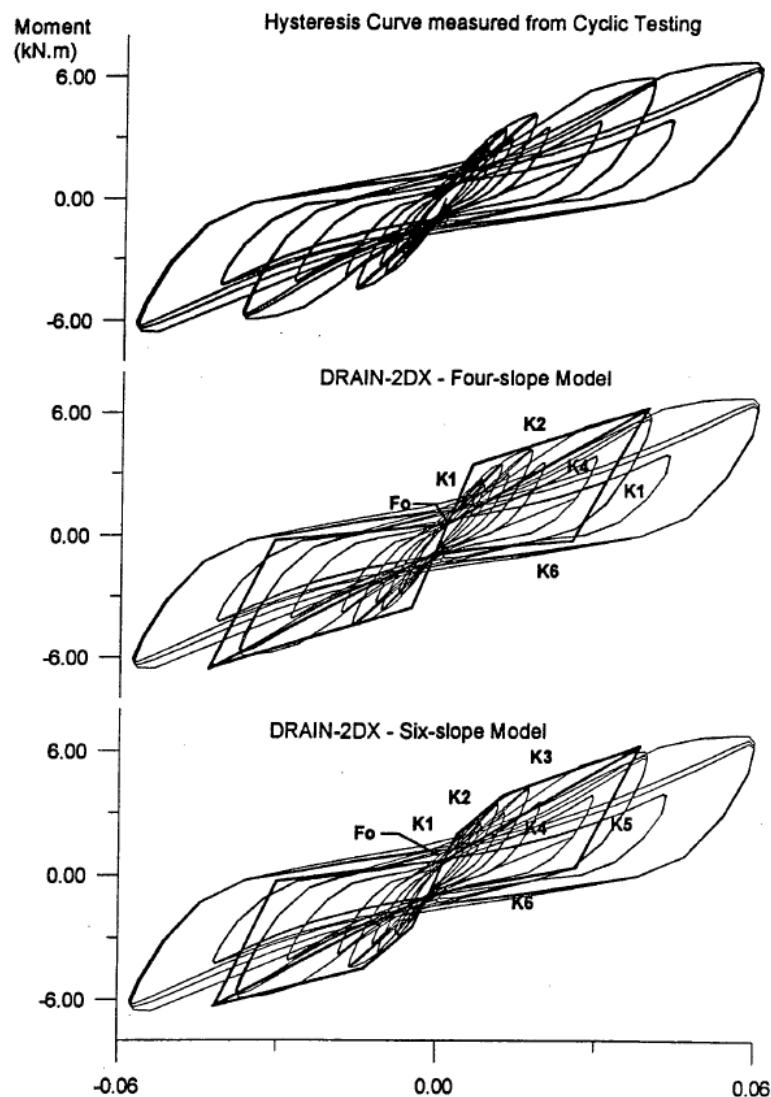 Moment
(kN.m)
Hysteresis Curve measured from Cyclic Testing
6.00
0.00
-6.00
DRAIN-2DX - Four-slope Model
6.00
K2
K1
K4
Fo
K1
0.00
K6
-6.00
DRAIN-2DX - Six-slope Model
6.00
K3
K2
K1
K4
K5
Fo
0.00
K6
-6.00
-0.06
0.00
0.06